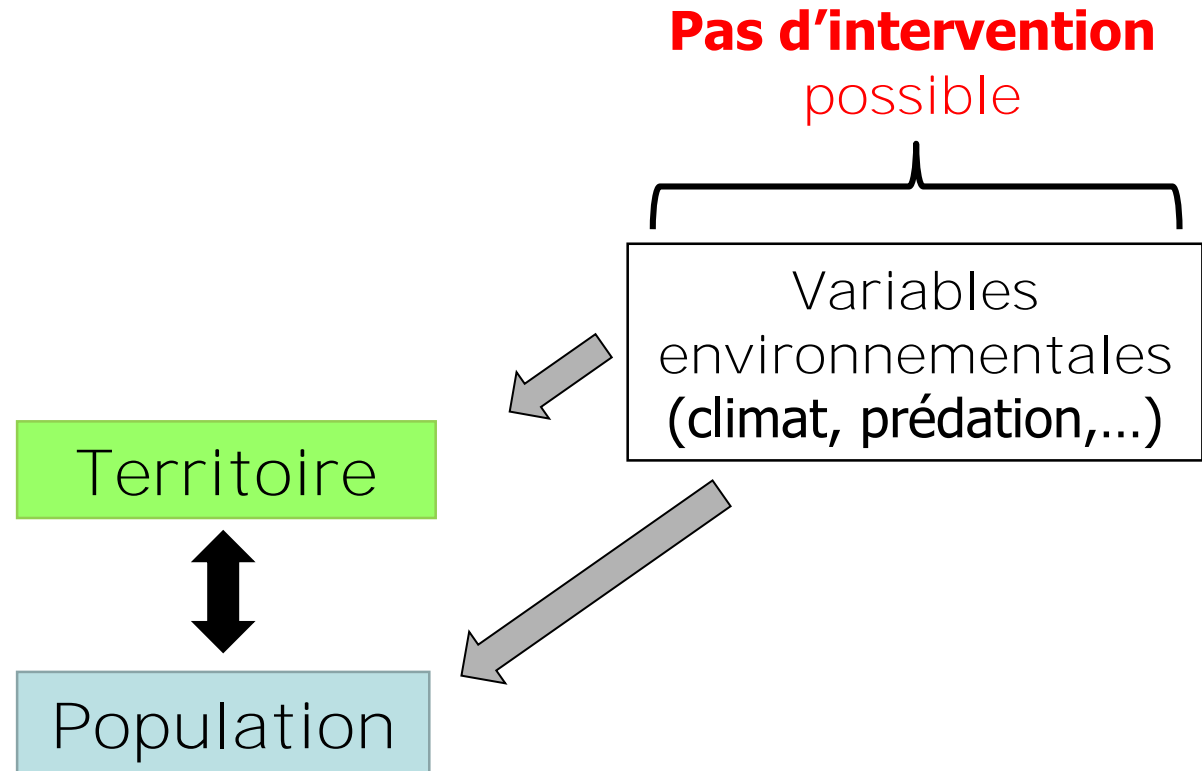 Pas d’intervention
possible
Variables
environnementales
(climat, prédation,…)
Territoire
Population